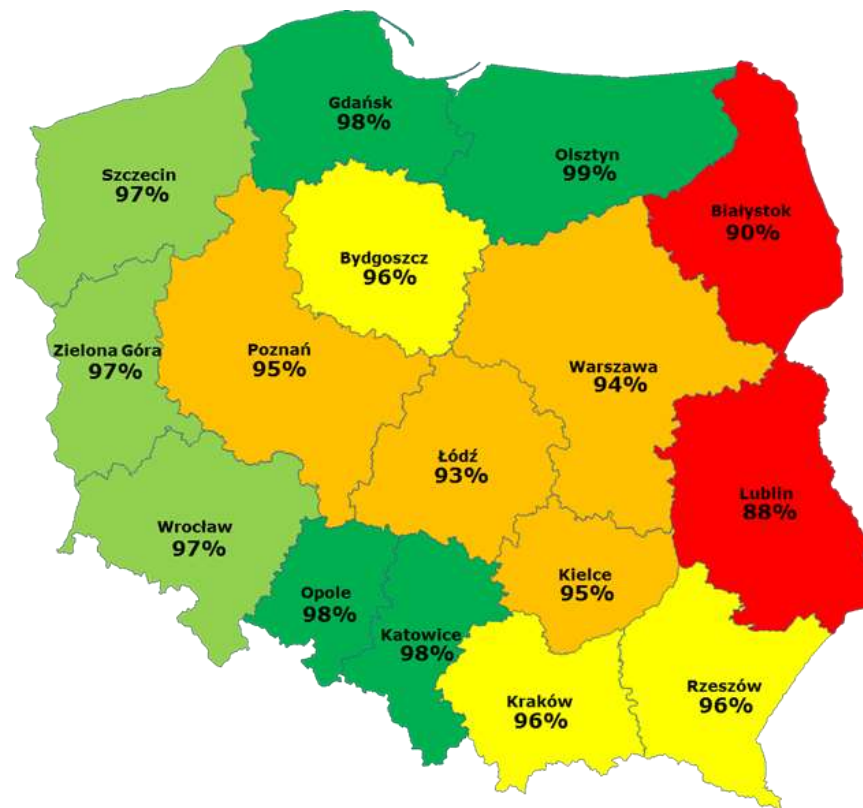 Gdańsk
98%
Olsztyn
99%
Szczecin
97%
Białystok
90%
Bydgoszcz
96%
Zielona Góra
97%
Poznań
95%
Warszawa
94%
Łódź
93%
Lublin
88%
Wrocław
97%
Kielce
95%
Opole
98%
Katowice
98%
Kraków
96%
Rzeszów
96%